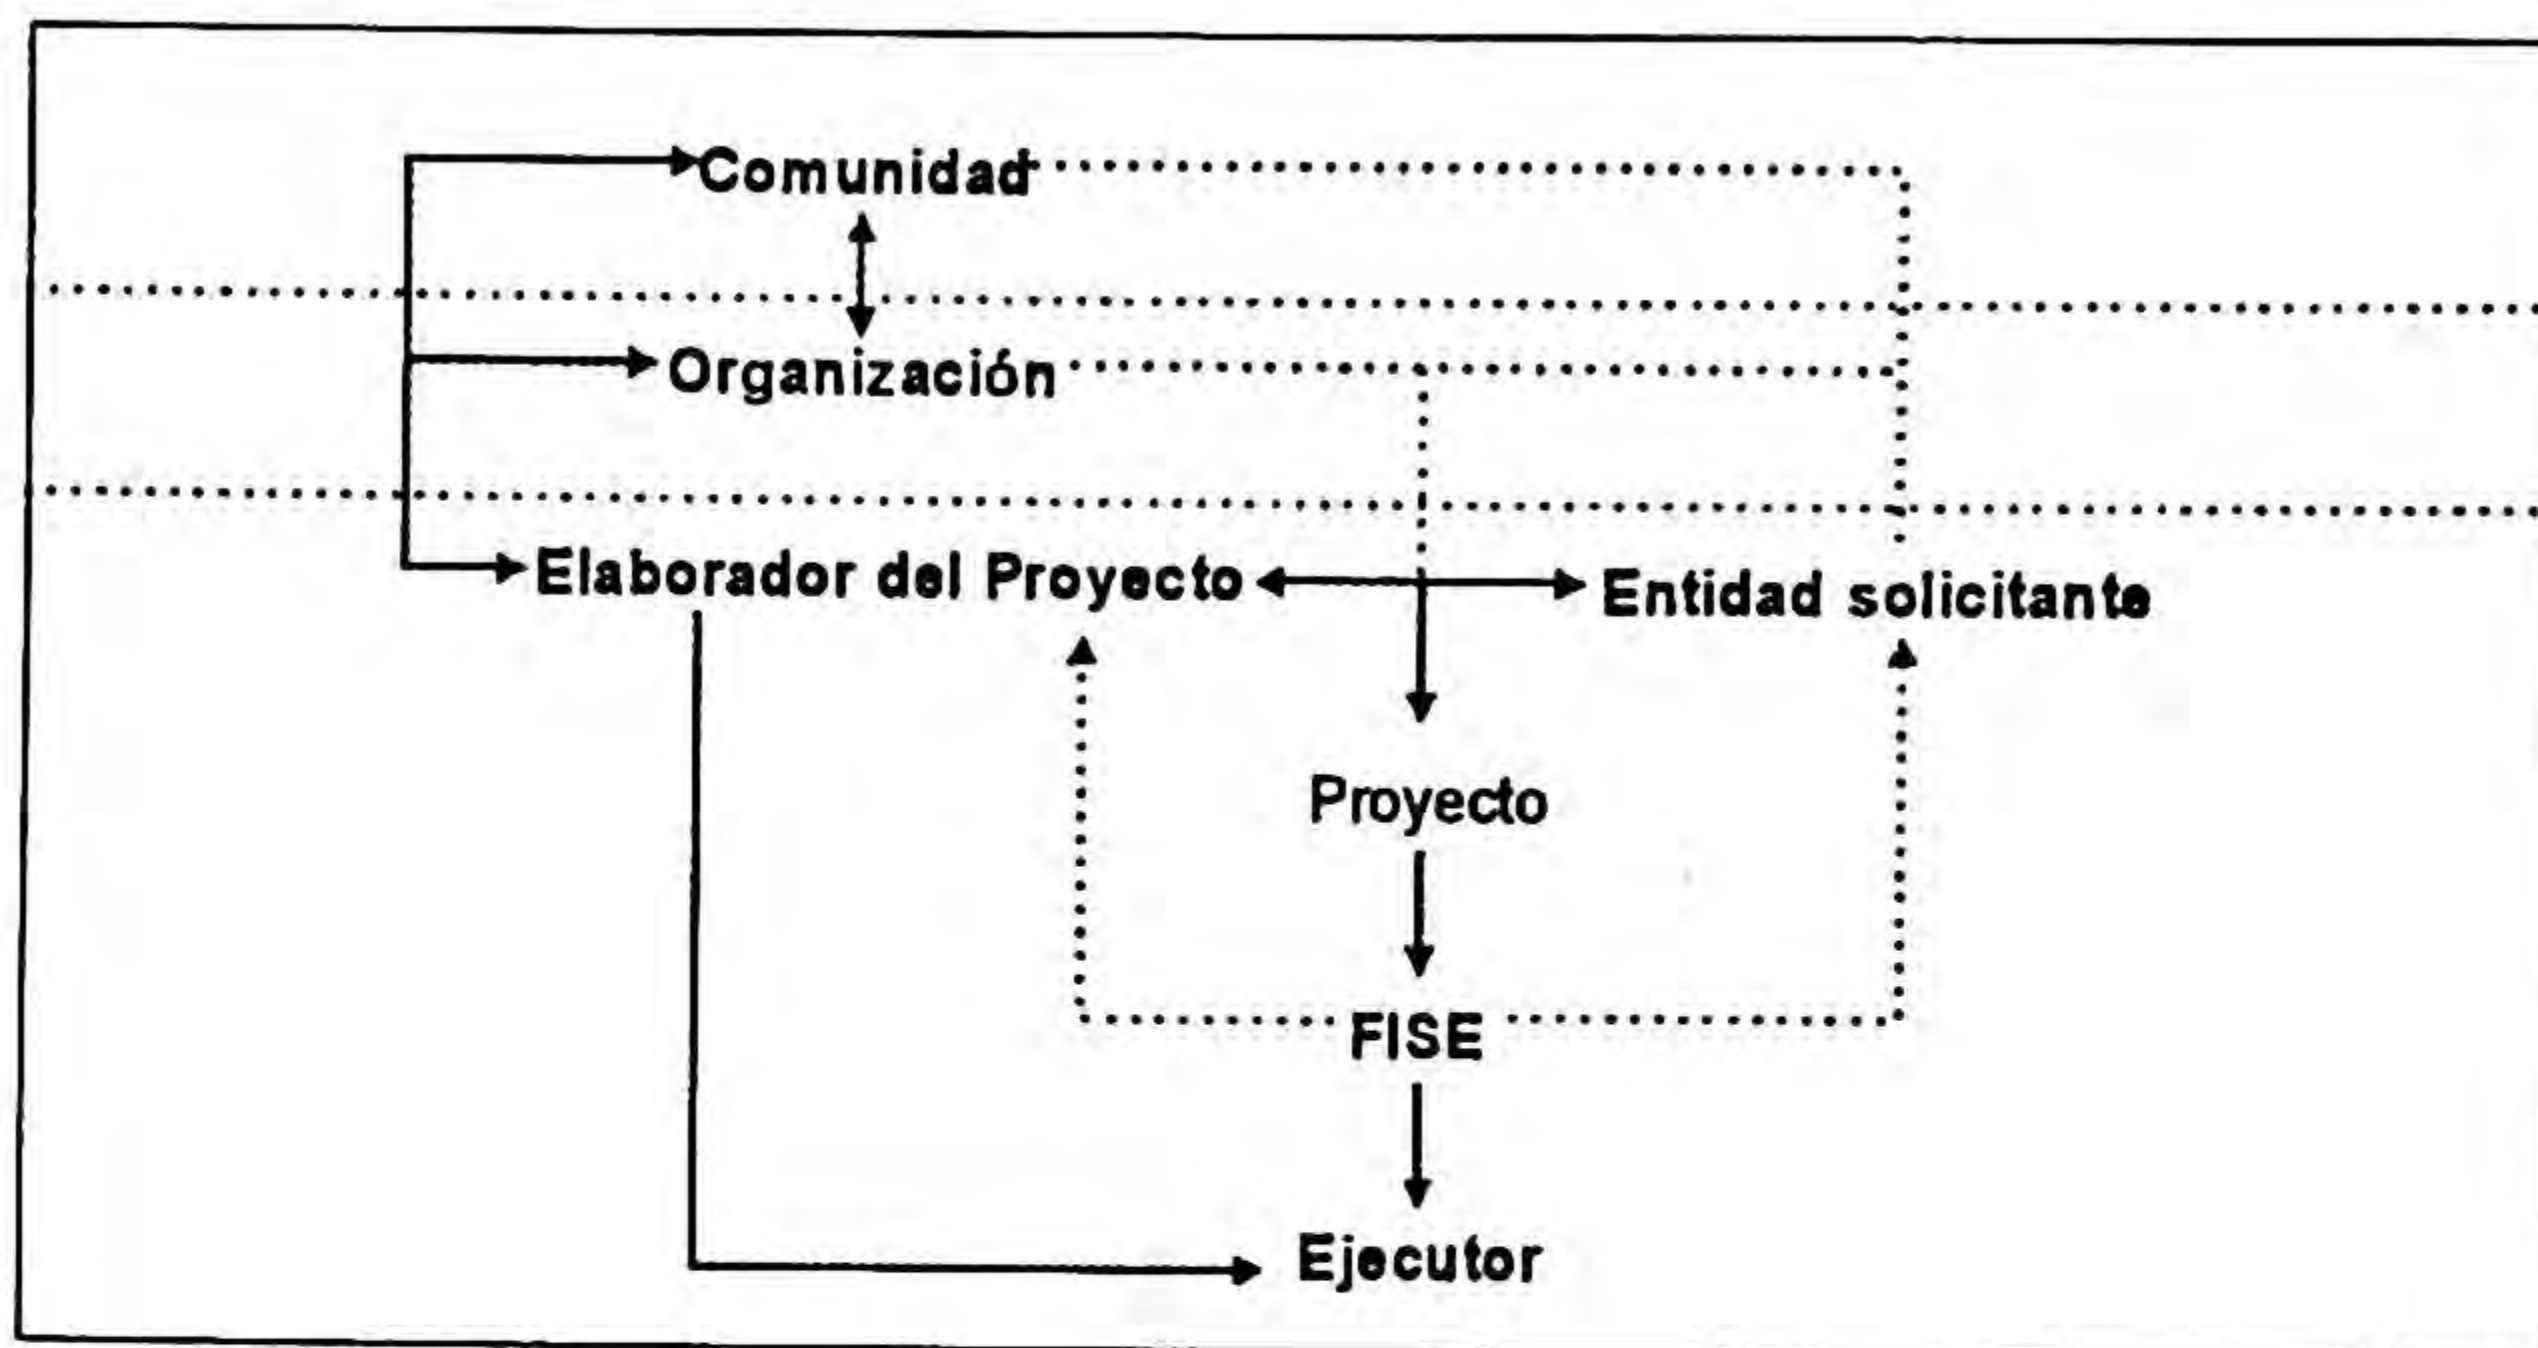 Comunidad
Organización
Elaborador del Proyecto
Entidad solicitante
Proyecto
FISE
Ejecutor